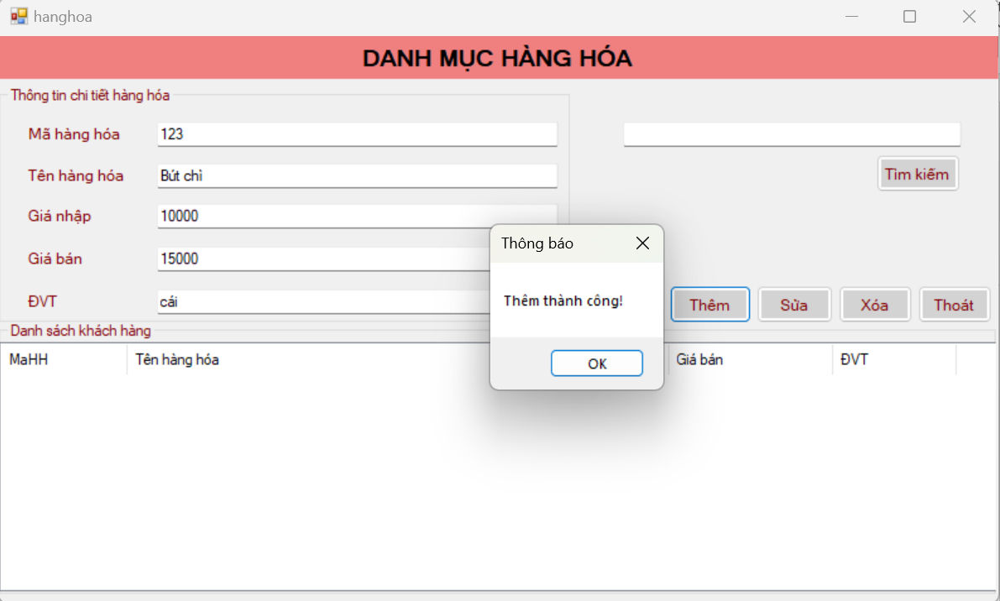 hanghoa
DANH MỤC HÀNG HÓA
Thông tin chi tiết hàng hóa
Mã hàng hóa 123
Tên hàng hóa Bút chì
Tìm kiếm
Giá nhập 10000
Giá bán 15000
ĐVT cái
Thông báo
Thêm thành công!
OK
Thêm Sửa Xóa Thoát
Danh sách khách hàng
MaHH Tên hàng hóa Giá bán ĐVT